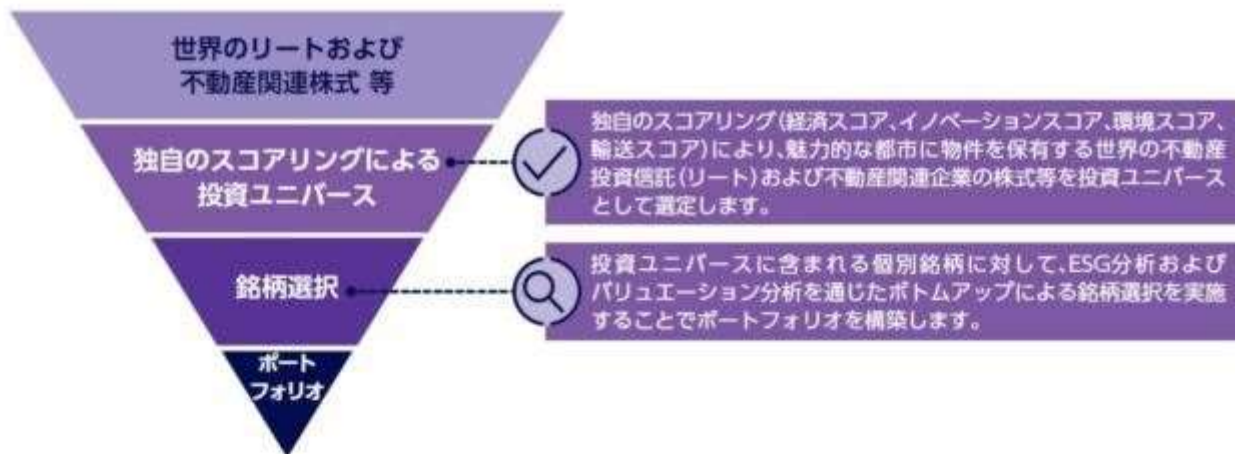 世界のリートおよび
不動産関連株式 等
独自のスコアリングによる
投資ユニバース
独自のスコアリング(経済スコア、イノベーションスコア、環境スコア、
輸送スコア)により、魅力的な都市に物件を保有する世界の不動産
投資信託(リート)および不動産関連企業の株式等を投資ユニバース
として選定します。
銘柄選択
投資ユニバースに含まれる個別銘柄に対して、ESG分析および
バリュエーション分析を通じたボトムアップによる銘柄選択を実施
することでポートフォリオを構築します。
ポート
フォリオ